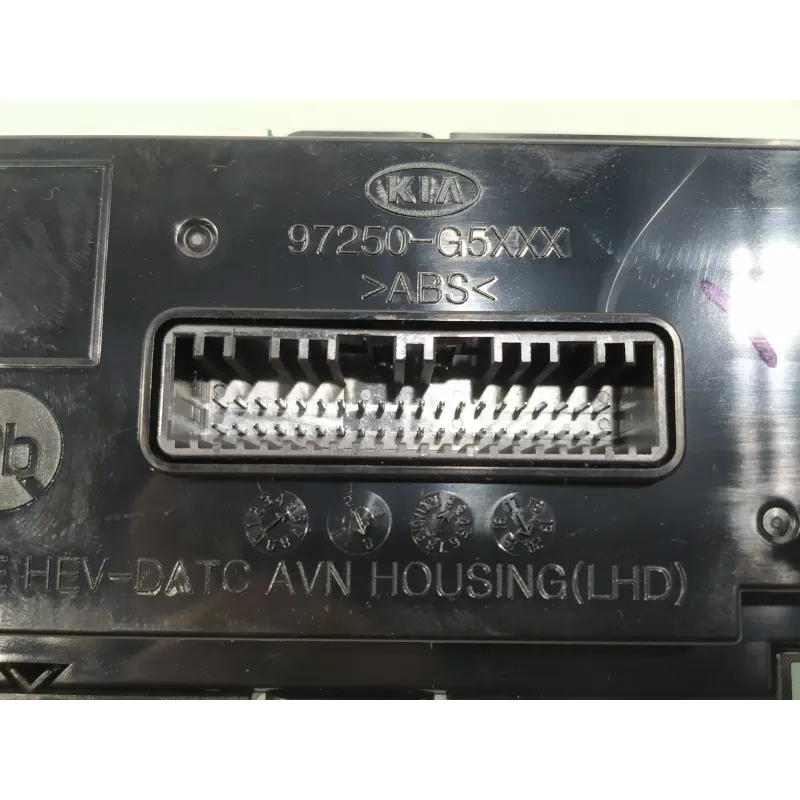 KIA
97250-G5XXX
>ABS<
b
E HEV-DATC AVN HOUSING(LHD)